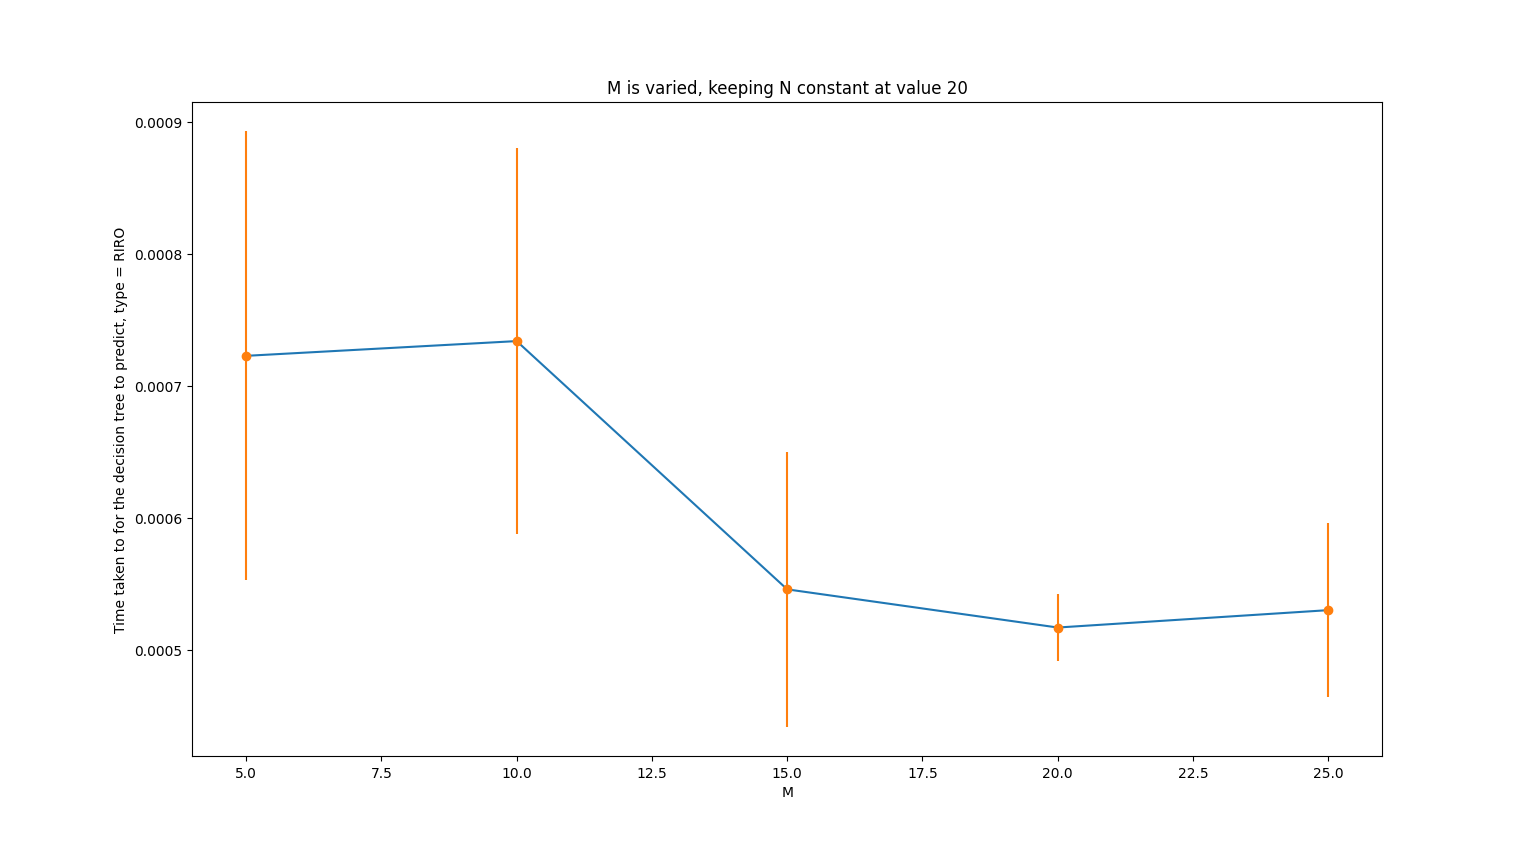 M is varied, keeping N constant at value 20
0.0009
0.0008
0.0007
0.0006
0.0005
Time taken to for the decision tree to predict, type = RIRO
5.0 7.5 10.0 12.5 15.0 17.5 20.0 22.5 25.0
M